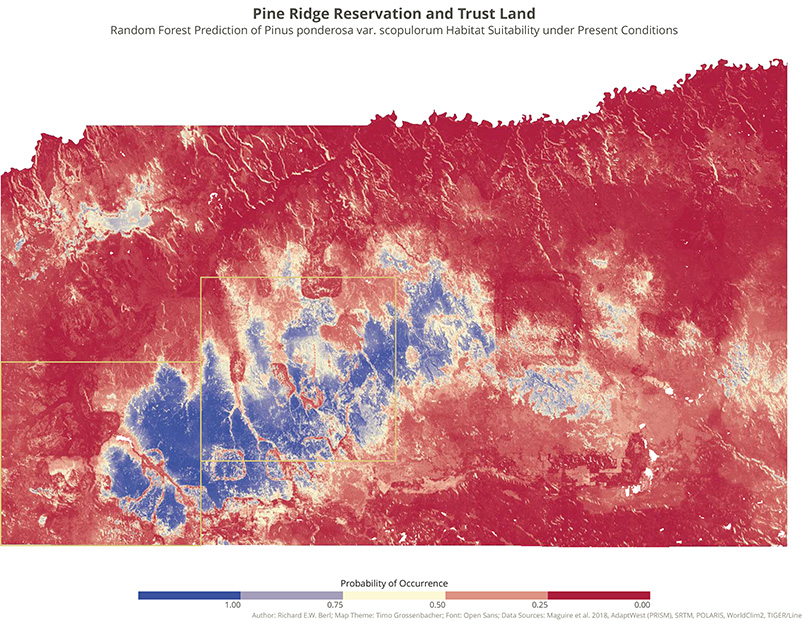 Pine Ridge Reservation and Trust Land
Random Forest Prediction of Pinus ponderosa var. scopulorum Habitat Suitability under Present Conditions
Probability of Occurrence
1.00 0.75 0.50 0.25 0.00
Author: Richard E.W. Berl; Map Theme: Timo Grossenbacher; Font: Open Sans; Data Sources: Maguire et al. 2018, AdaptWest (PRISM), SRTM, POLARIS, WorldClim2, TIGER/Line